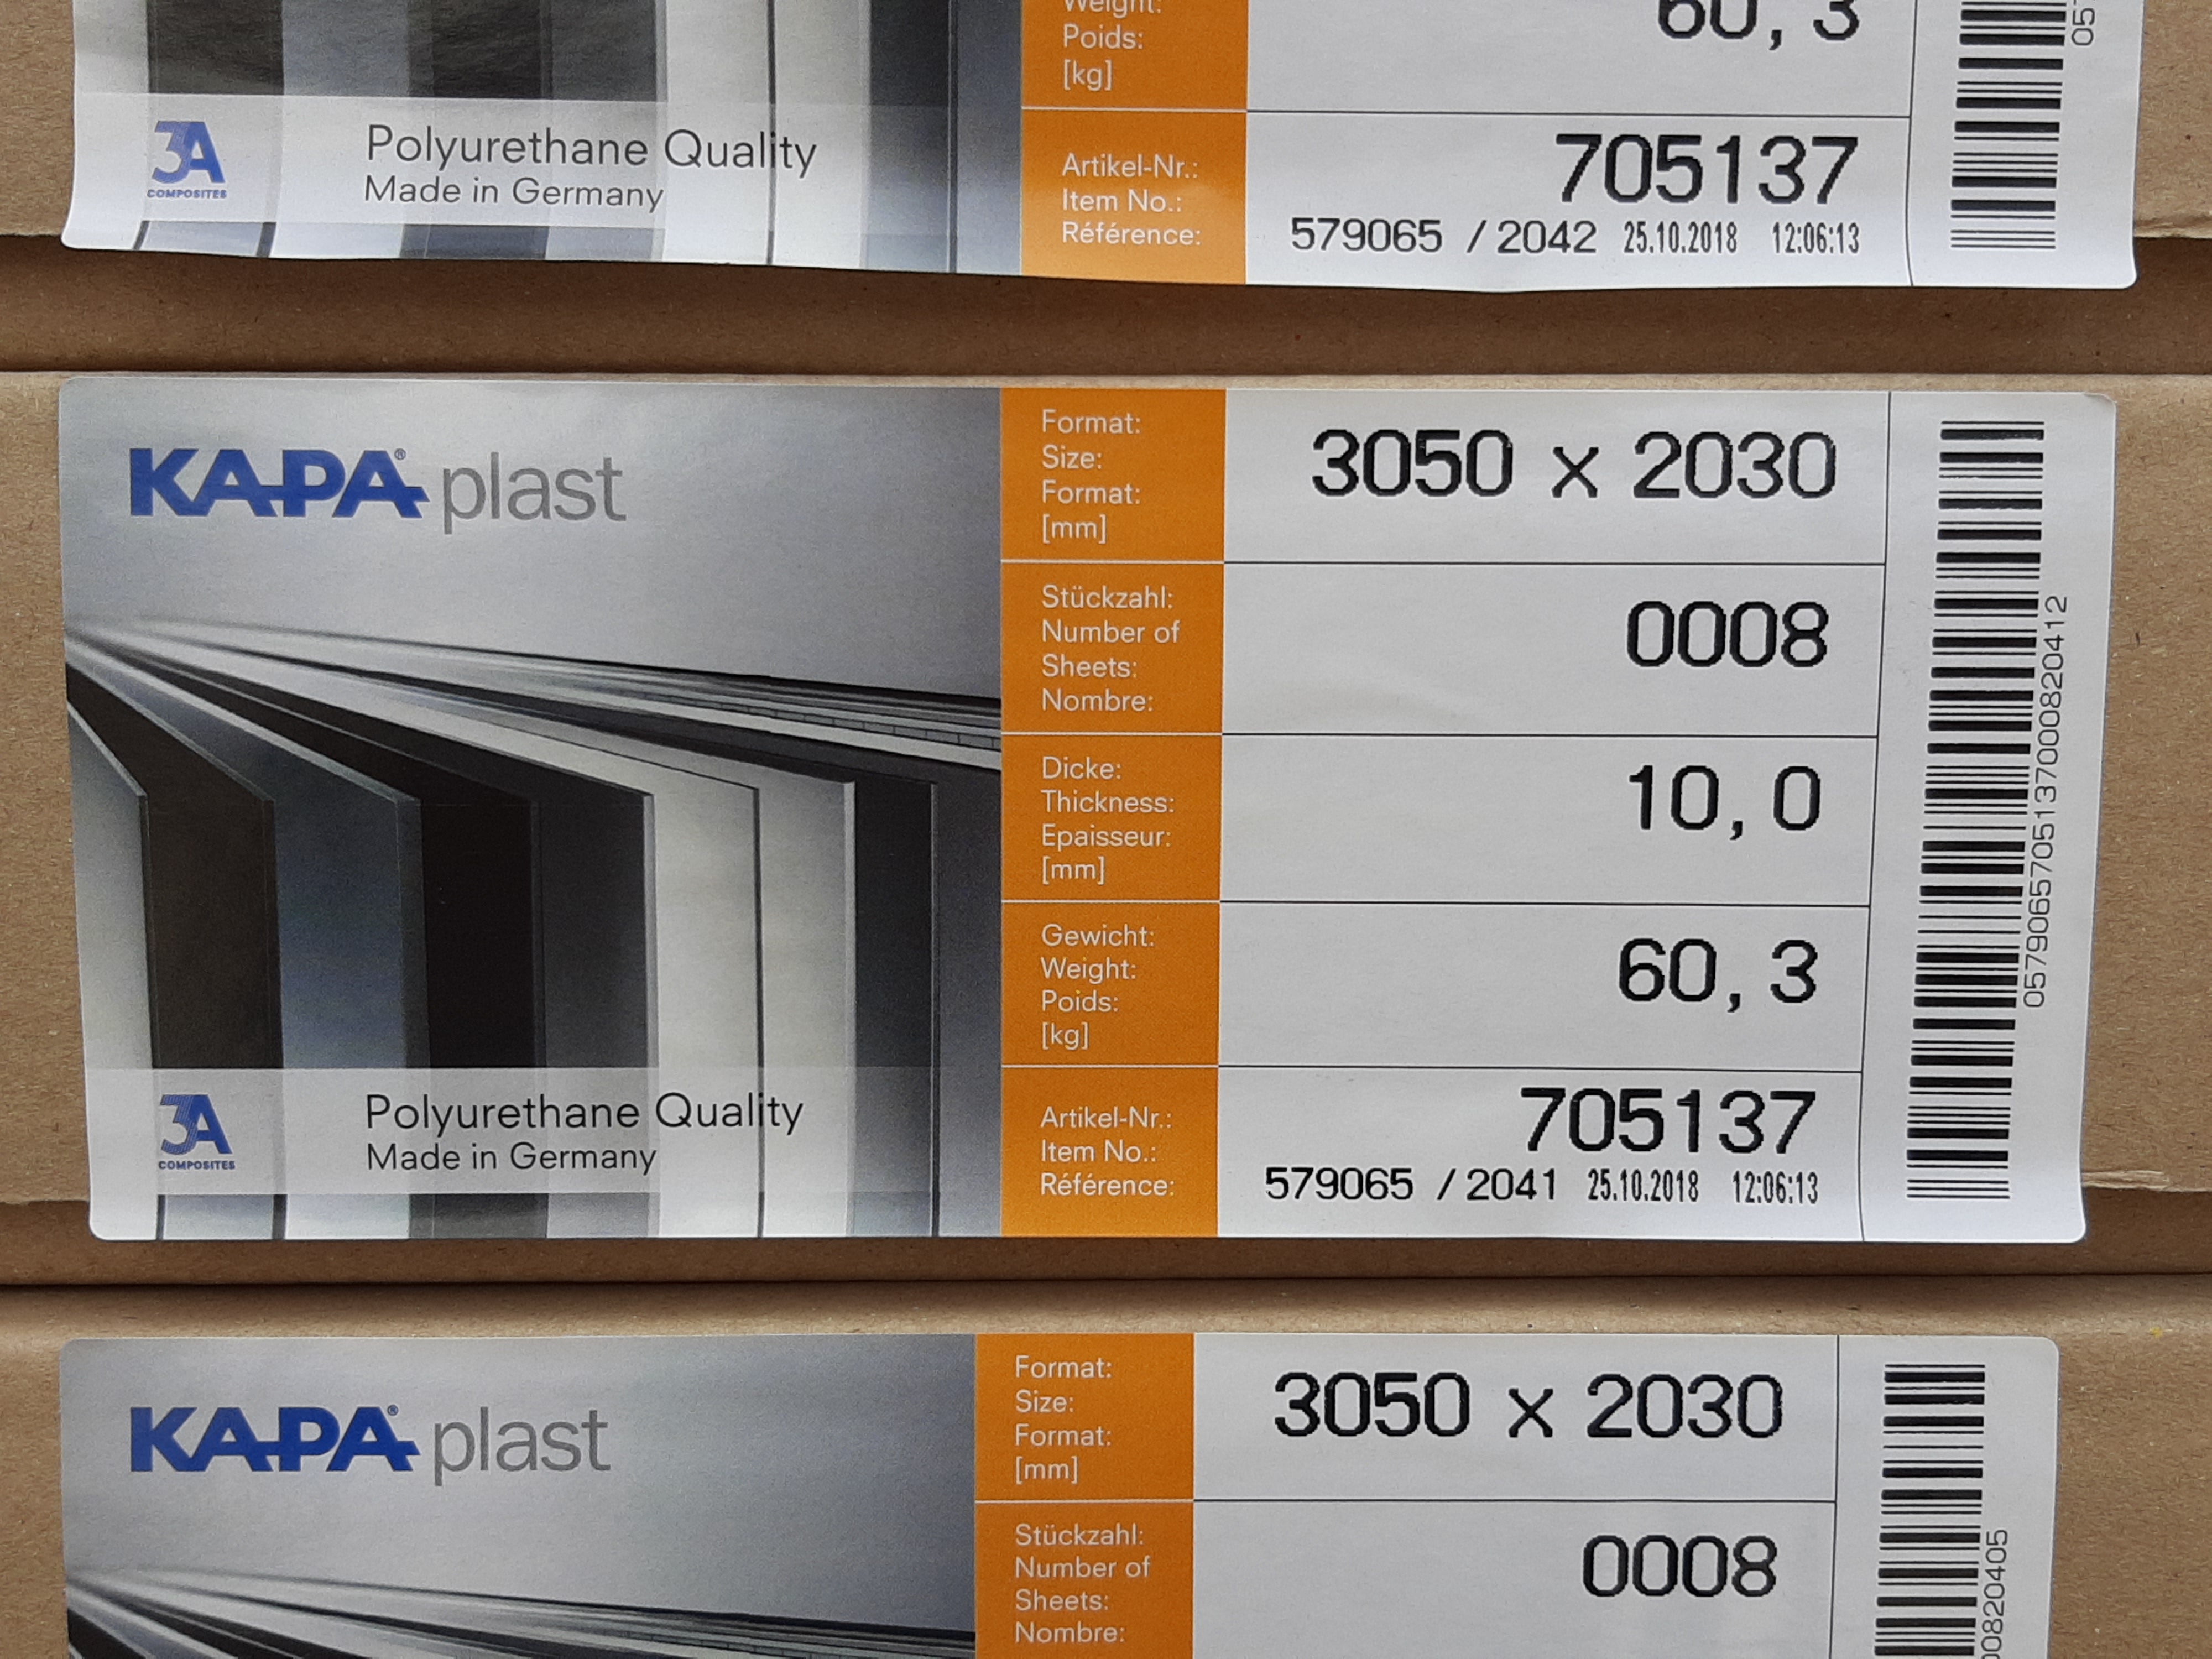 Weight:
Poids:
[kg]
60,3
3A
COMPOSITES
Polyurethane Quality
Made in Germany
Artikel-Nr.:
Item No.:
Référence:
705137
579065 / 2042 25.10.2018 12:06:13
KAPA® plast
Format:
Size:
Format:
[mm]
3050 x 2030
Stückzahl:
Number of
Sheets:
Nombre:
0008
Dicke:
Thickness:
Epaisseur:
[mm]
10,0
Gewicht:
Weight:
Poids:
[kg]
60,3
3A
COMPOSITES
Polyurethane Quality
Made in Germany
Artikel-Nr.:
Item No.:
Référence:
705137
579065 / 2041 25.10.2018 12:06:13
0579065705137000820412
KAPA® plast
Format:
Size:
Format:
[mm]
3050 x 2030
Stückzahl:
Number of
Sheets:
Nombre:
0008
00820405